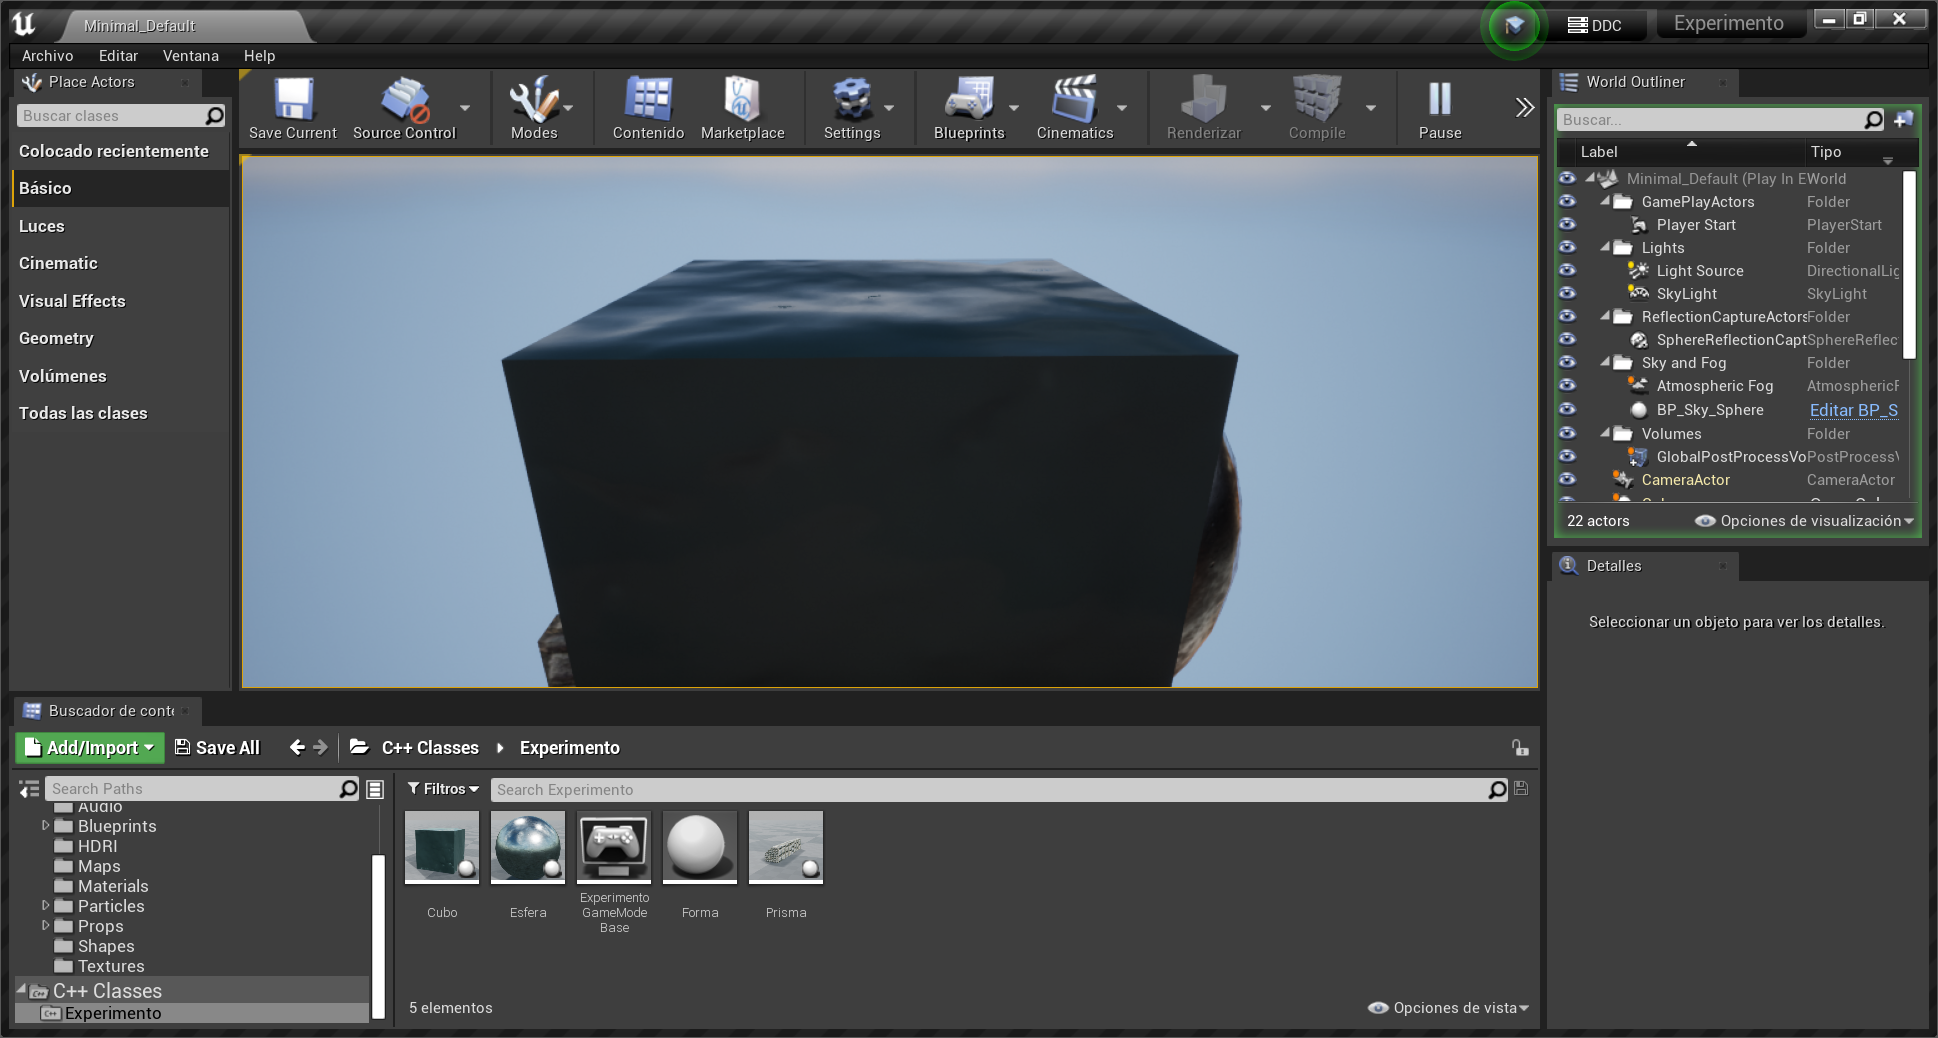 Minimal_Default
DDC
Experimento
Archivo Editar Ventana Help
Place Actors
Buscar clases
Colocado recientemente
Básico
Luces
Cinematic
Visual Effects
Geometry
Volúmenes
Todas las clases
Save Current
Source Control
Modes
Contenido
Marketplace
Settings
Blueprints
Cinematics
Renderizar
Compile
Pause
World Outliner
Buscar...
Label Tipo
Minimal_Default (Play In E World
GamePlayActors Folder
Player Start PlayerStart
Lights Folder
Light Source DirectionalLig
SkyLight SkyLight
ReflectionCaptureActors Folder
SphereReflectionCapt SphereReflec
Sky and Fog Folder
Atmospheric Fog AtmosphericF
BP_Sky_Sphere Editar BP_S
Volumes Folder
GlobalPostProcessVo PostProcessV
CameraActor CameraActor
22 actors
Opciones de visualización
Detalles
Seleccionar un objeto para ver los detalles.
Buscador de conte
Add/Import
Save All
C++ Classes
Experimento
Search Paths
Audio
Blueprints
HDRI
Maps
Materials
Particles
Props
Shapes
Textures
C++ Classes
Experimento
Filtros
Search Experimento
Cubo
Esfera
Experimento
GameMode
Base
Forma
Prisma
5 elementos
Opciones de vista